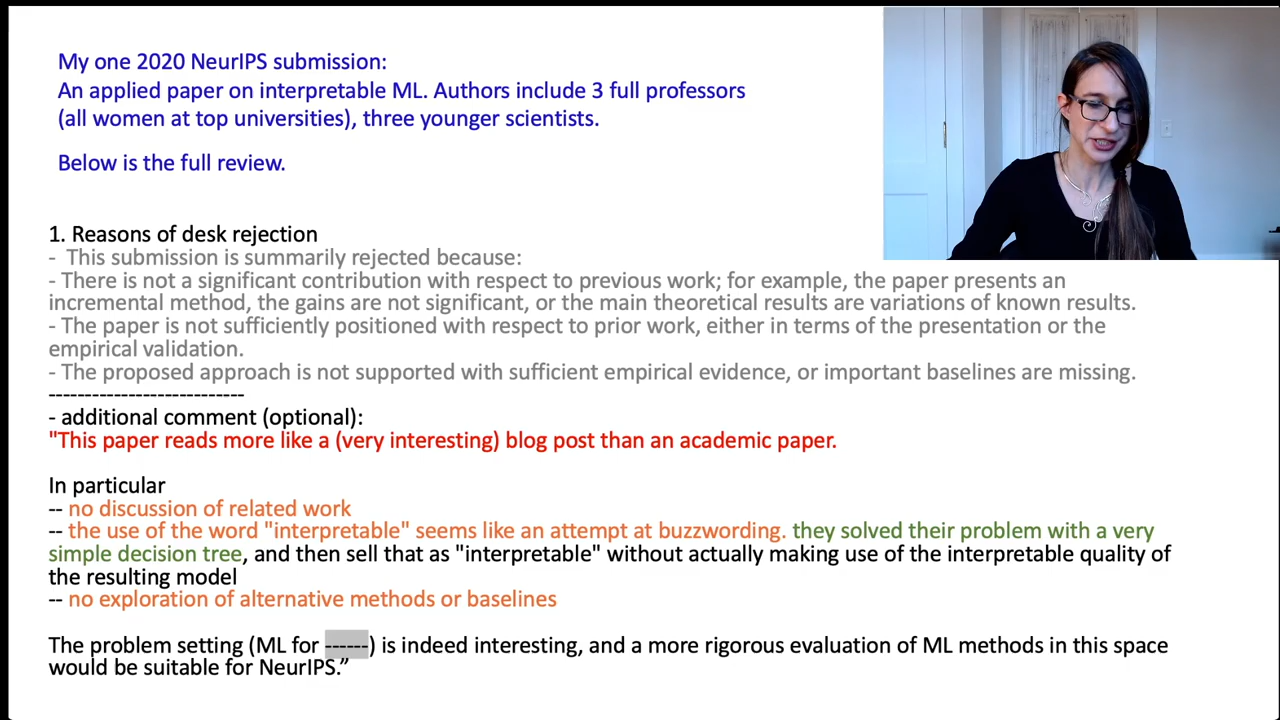 My one 2020 NeurIPS submission:
An applied paper on interpretable ML. Authors include 3 full professors
(all women at top universities), three younger scientists.
Below is the full review.
1. Reasons of desk rejection
- This submission is summarily rejected because:
- There is not a significant contribution with respect to previous work; for example, the paper presents an
incremental method, the gains are not significant, or the main theoretical results are variations of known results.
- The paper is not sufficiently positioned with respect to prior work, either in terms of the presentation or the
empirical validation.
- The proposed approach is not supported with sufficient empirical evidence, or important baselines are missing.
---------------------------
- additional comment (optional):
"This paper reads more like a (very interesting) blog post than an academic paper.
In particular
-- no discussion of related work
-- the use of the word "interpretable" seems like an attempt at buzzwording. they solved their problem with a very
simple decision tree, and then sell that as "interpretable" without actually making use of the interpretable quality of
the resulting model
-- no exploration of alternative methods or baselines
The problem setting (ML for ------) is indeed interesting, and a more rigorous evaluation of ML methods in this space
would be suitable for NeurIPS.”